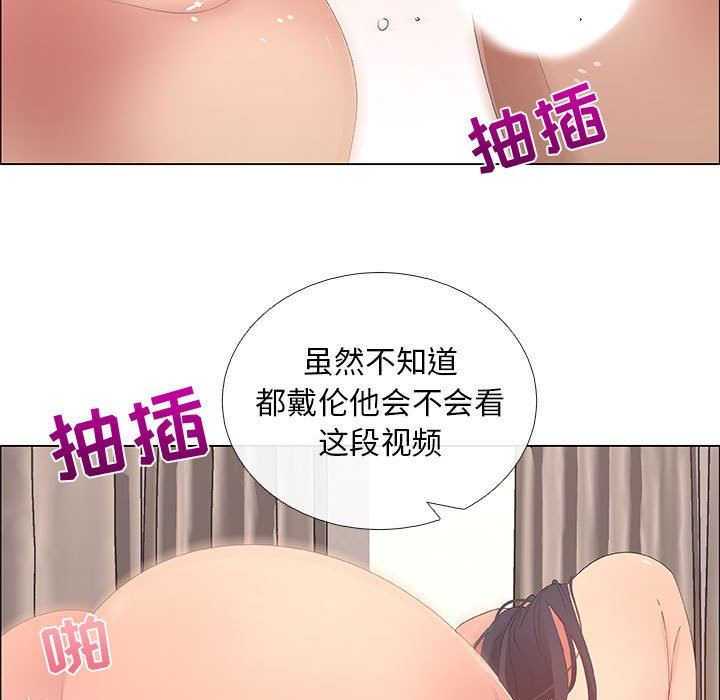 抽插
虽然不知道
都戴伦他会不会看
这段视频
抽插
啪